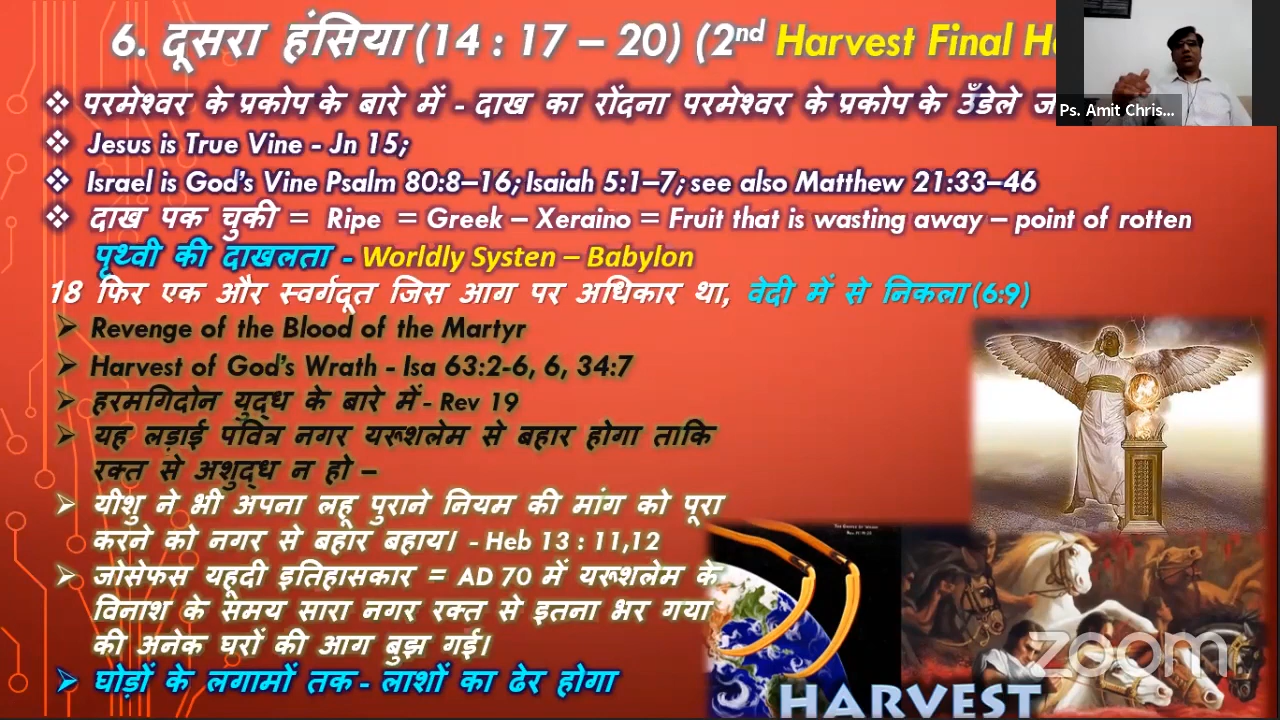 6. दूसरा हंसिया (14 : 17 – 20) (2nd Harvest Final
Ps. Amit Chris...
❖ परमेश्वर के प्रकोप के बारे में - दाख का रोंदना परमेश्वर के प्रकोप के उँडेले
❖ Jesus is True Vine - Jn 15;
❖ Israel is God's Vine Psalm 80:8–16; Isaiah 5:1–7; see also Matthew 21:33–46
❖ दाख पक चुकी = Ripe = Greek – Xeraino = Fruit that is wasting away – point of rotten
पृथ्वी की दाखलता - Worldly Systen – Babylon
18 फिर एक और स्वर्गदूत जिस आग पर अधिकार था, वेदी में से निकला (6:9)
➢ Revenge of the Blood of the Martyr
➢ Harvest of God's Wrath - Isa 63:2-6, 6, 34:7
➢ हरमगिदोन युद्ध के बारे में - Rev 19
➢ यह लड़ाई पवित्र नगर यरूशलेम से बहार होगा ताकि
रक्त से अशुद्ध न हो –
➢ यीशु ने भी अपना लहू पुराने नियम की मांग को पूरा
करने को नगर से बहार बहाय। - Heb 13 : 11,12
➢ जोसेफस यहूदी इतिहासकार = AD 70 में यरूशलेम के
विनाश के समय सारा नगर रक्त से इतना भर गया
की अनेक घरों की आग बुझ गई।
➢ घोड़ों के लगामों तक - लाशों का ढेर होगा
zoom
HARVEST